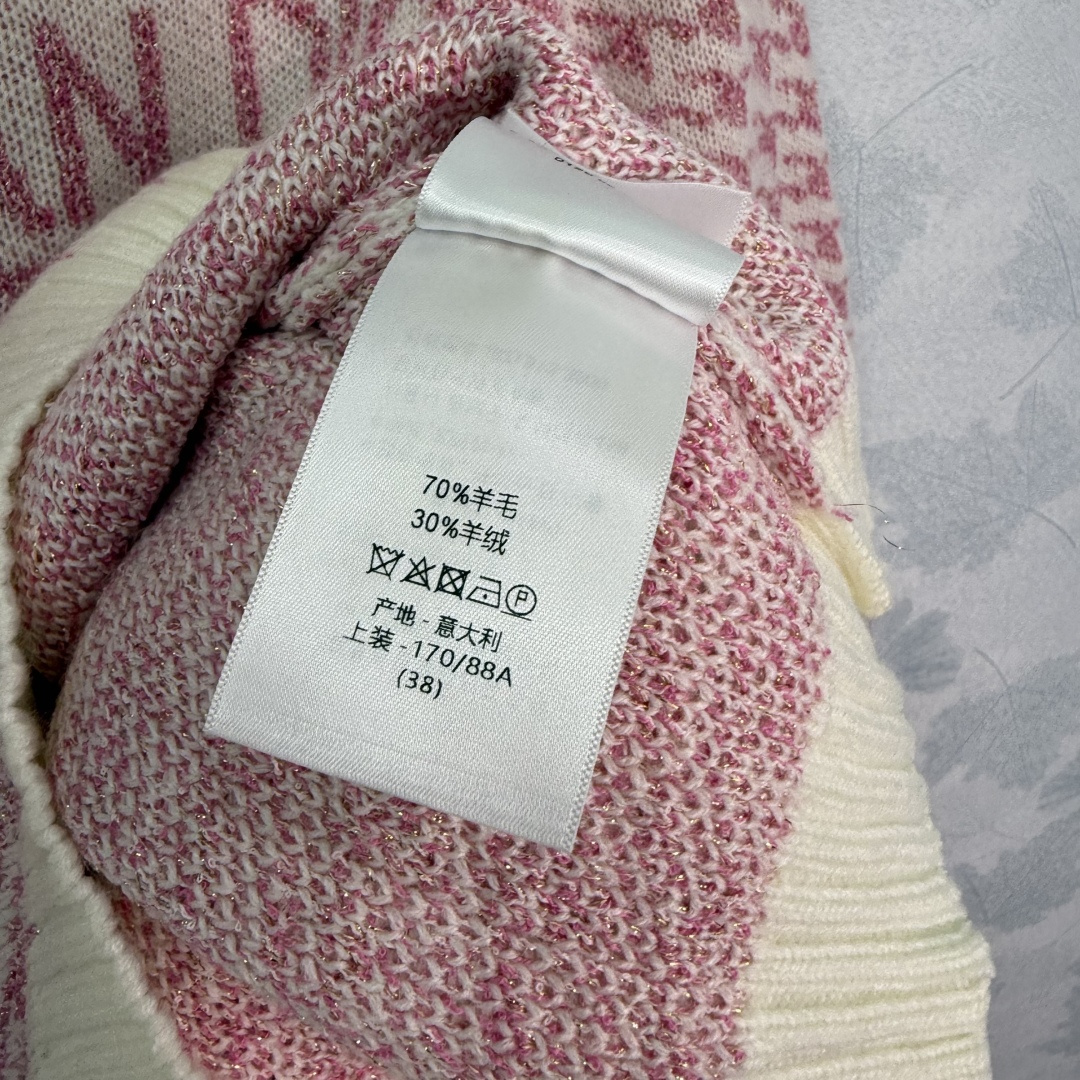 70%羊毛
30%羊绒
P
产地 - 意大利
上装 - 170/88A
(38)